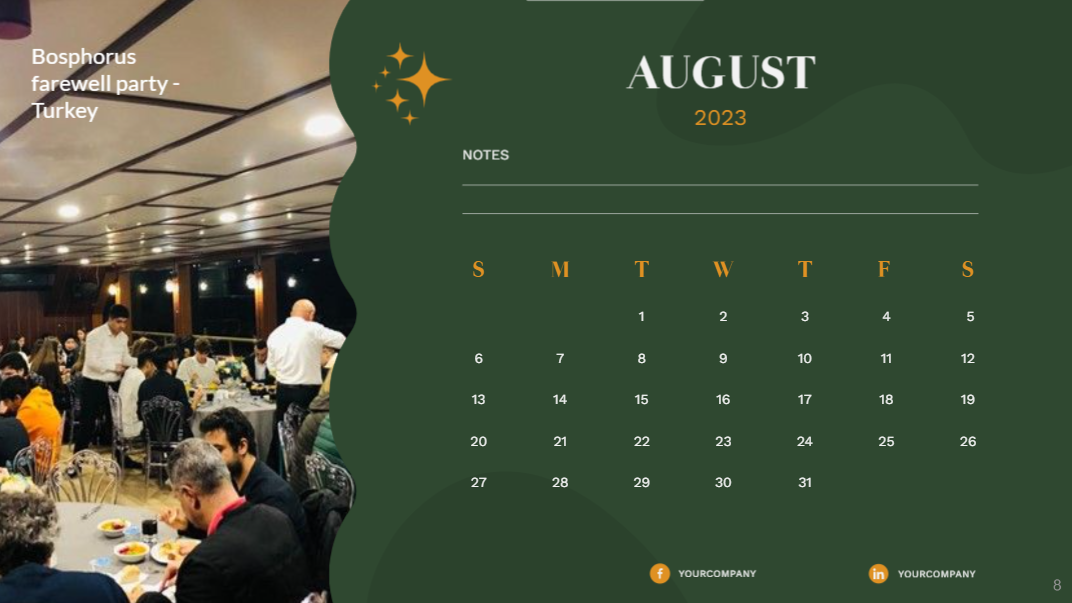 Bosphorus
farewell party -
Turkey
AUGUST
2023
NOTES
S M T W T F S
1 2 3 4 5
6 7 8 9 10 11 12
13 14 15 16 17 18 19
20 21 22 23 24 25 26
27 28 29 30 31
f YOURCOMPANY in YOURCOMPANY
8